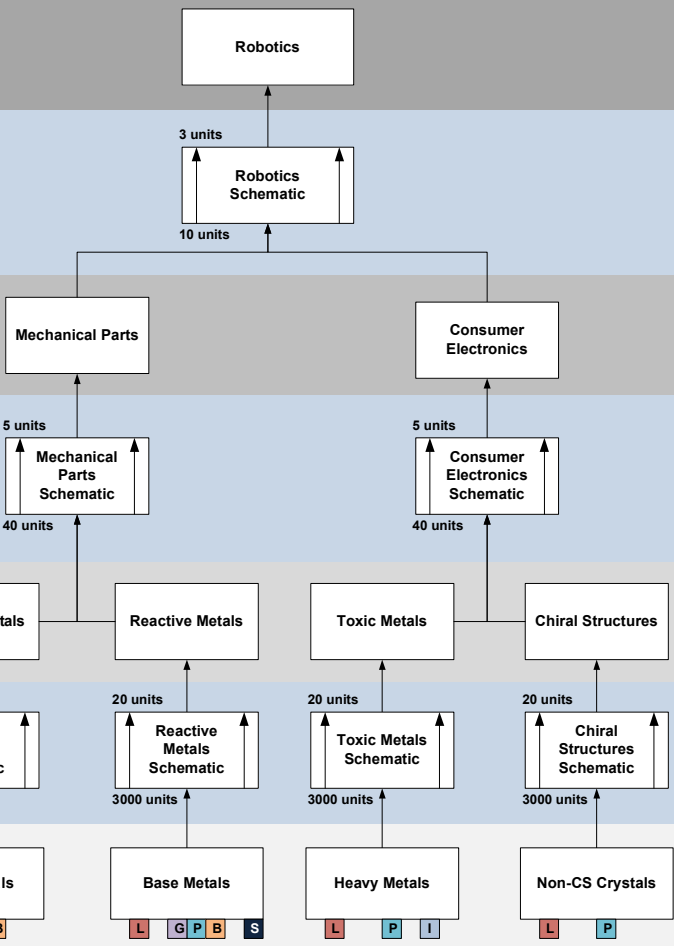 Robotics
3 units
Robotics
Schematic
10 units
Mechanical Parts
Consumer
Electronics
5 units
5 units
Mechanical
Parts
Schematic
Consumer
Electronics
Schematic
40 units
40 units
tals
Reactive Metals
Toxic Metals
Chiral Structures
20 units
20 units
20 units
c
Reactive
Metals
Schematic
Toxic Metals
Schematic
Chiral
Structures
Schematic
3000 units
3000 units
3000 units
ls
Base Metals
Heavy Metals
Non-CS Crystals
B
L G P B S
L P I
L P